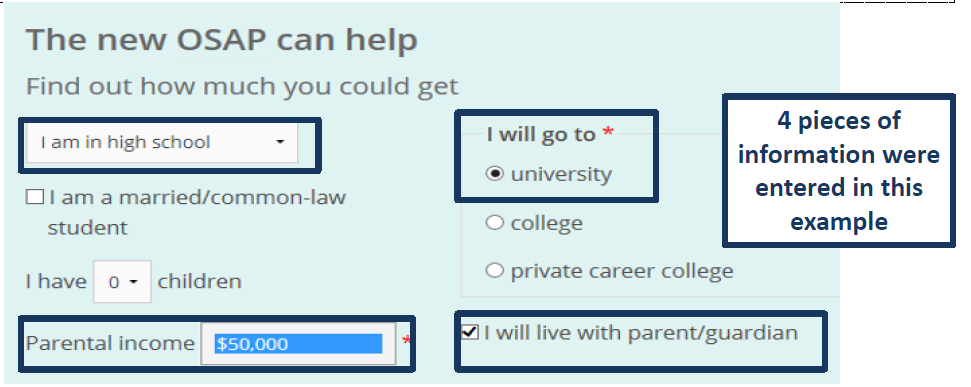 The new OSAP can help
Find out how much you could get
I am in high school
I am a married/common-law
student
I have 0 children
Parental income $50,000 *
I will go to *
university
college
private career college
I will live with parent/guardian
4 pieces of
information were
entered in this
example